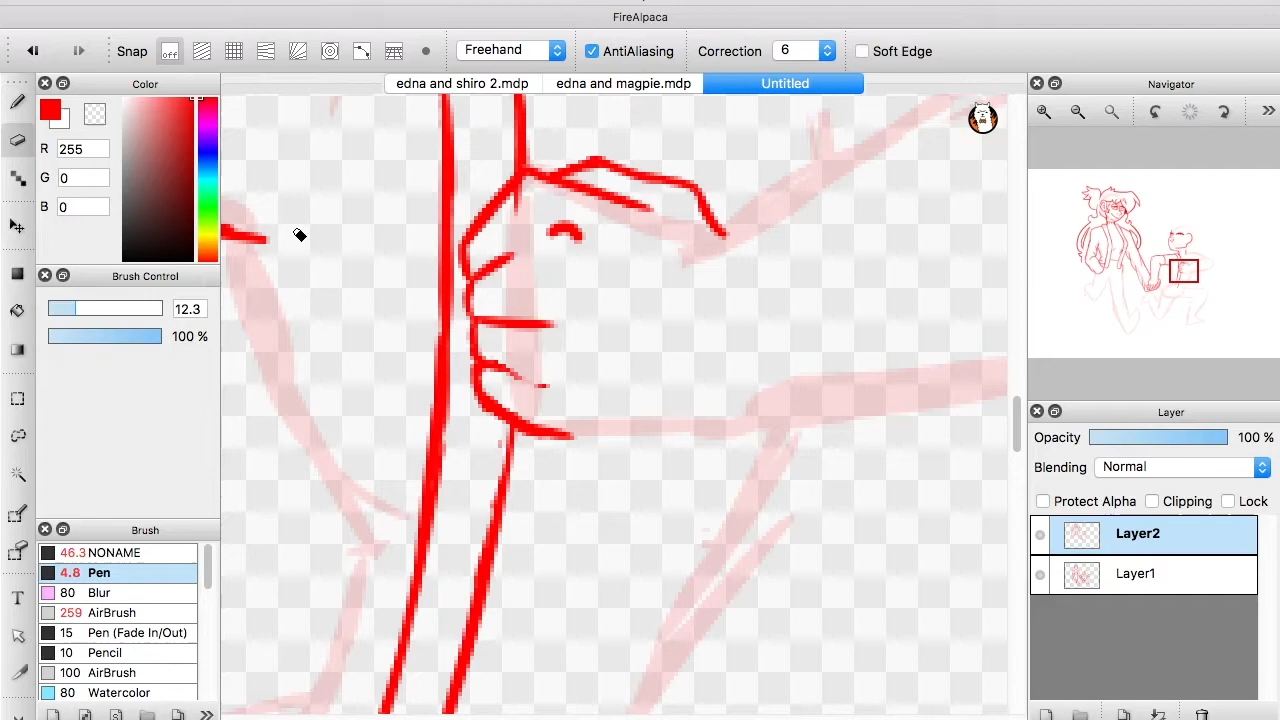 FireAlpaca
Snap off Freehand AntiAliasing Correction 6 Soft Edge
edna and shiro 2.mdp edna and magpie.mdp Untitled
Color
R 255
G 0
B 0
Brush Control
12.3
100 %
Brush
46.3 NONAME
4.8 Pen
80 Blur
259 AirBrush
15 Pen (Fade In/Out)
10 Pencil
100 AirBrush
80 Watercolor
T
Navigator
Layer
Opacity 100 %
Blending Normal
Protect Alpha Clipping Lock
Layer2
Layer1